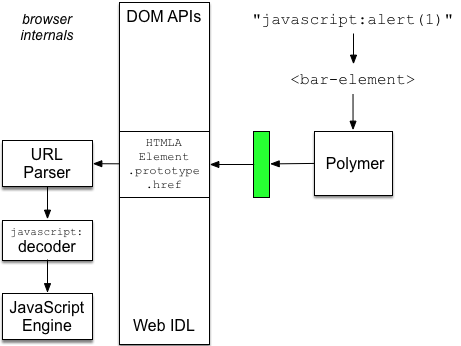 browser
internals
DOM APIs
"javascript:alert(1)"
<bar-element>
HTMLA
Element
.prototype
.href
URL
Parser
Polymer
javascript:
decoder
JavaScript
Engine
Web IDL